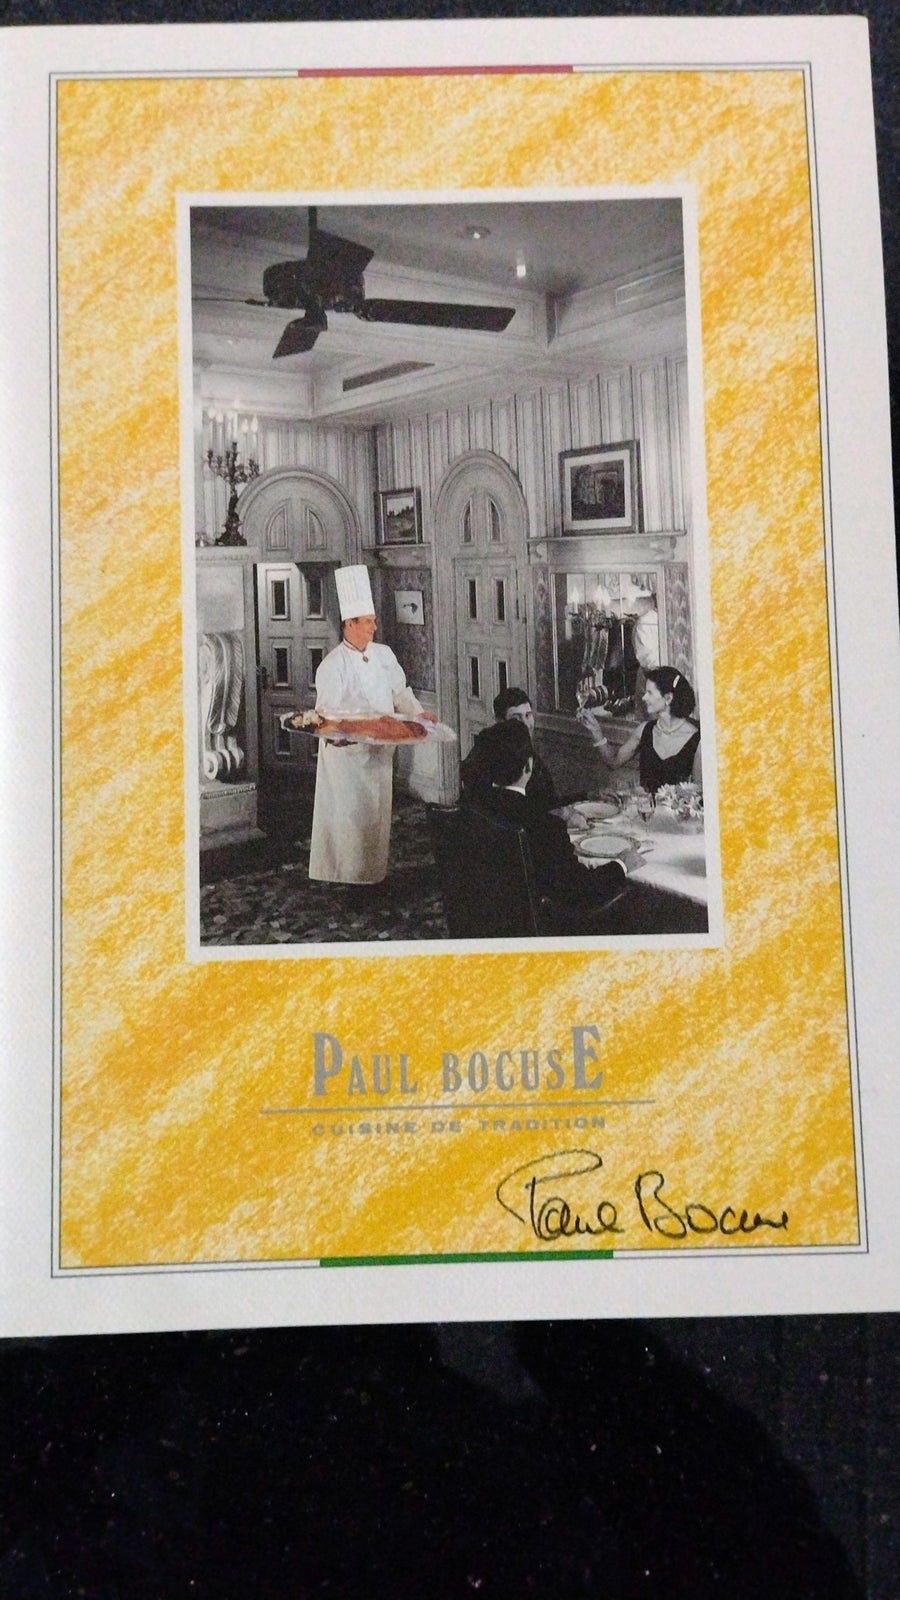 PAUL BOCUSE
CUISINE DE TRADITION
Paul Bocuse